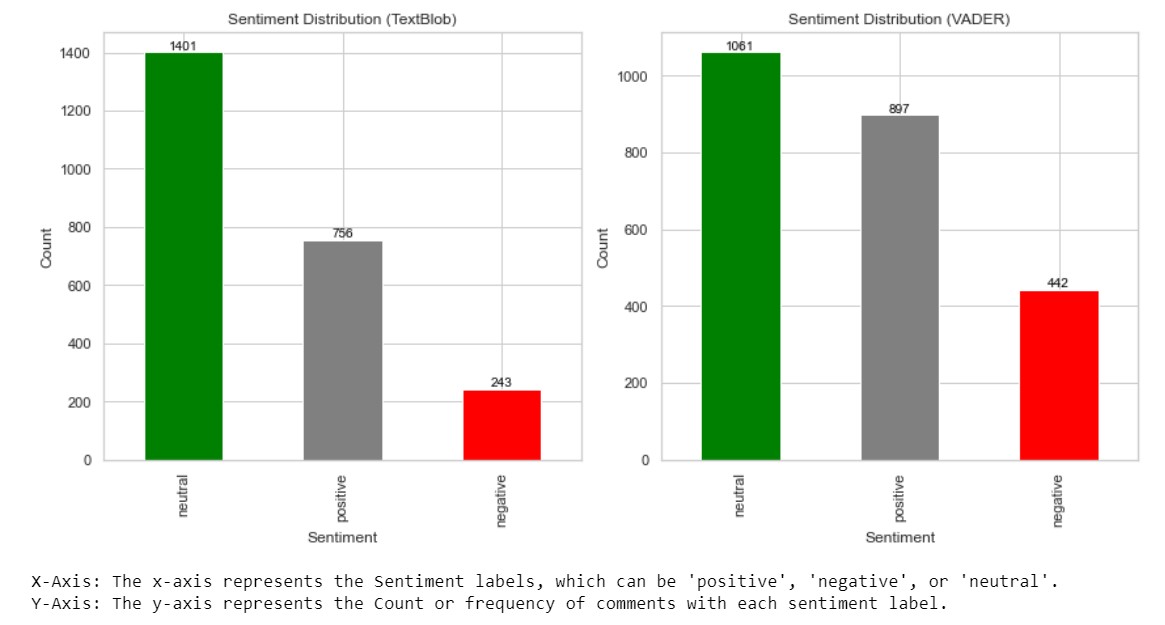 Sentiment Distribution (TextBlob)
1401
756
243
1400
1200
1000
800
600
400
200
0
Count
neutral
positive
negative
Sentiment
Sentiment Distribution (VADER)
1061
897
442
1000
800
600
400
200
0
Count
neutral
positive
negative
Sentiment
X-Axis: The x-axis represents the Sentiment labels, which can be 'positive', 'negative', or 'neutral'.
Y-Axis: The y-axis represents the Count or frequency of comments with each sentiment label.